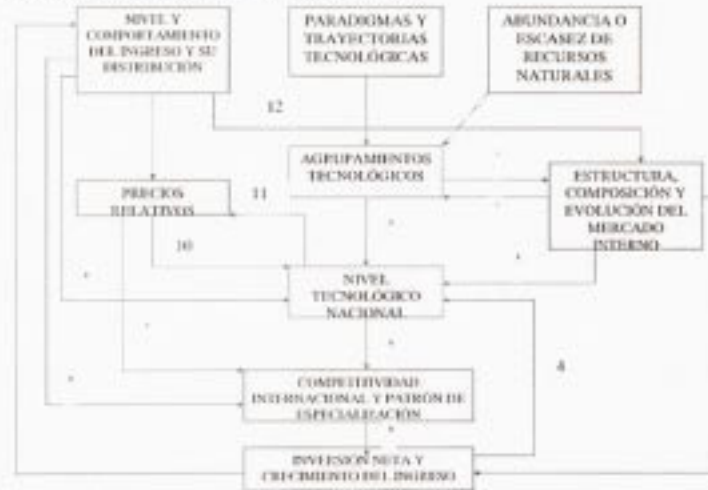 NIVEL Y
COMPORTAMIENTO
DEL INGRESO Y SU
DISTRIBUCIÓN
PARADIGMAS Y
TRAYECTORIAS
TECNOLÓGICAS
ABUNDANCIA O
ESCASEZ DE
RECURSOS
NATURALES
12
AGRUPAMIENTOS
TECNOLÓGICOS
ESTRUCTURA,
COMPOSICIÓN Y
EVOLUCIÓN DEL
MERCADO
INTERNO
PRECIOS
RELATIVOS
11
10
NIVEL
TECNOLÓGICO
NACIONAL
COMPETITIVIDAD
INTERNACIONAL Y PATRÓN DE
ESPECIALIZACIÓN
INVERSIÓN NETA Y
CRECIMIENTO DEL INGRESO